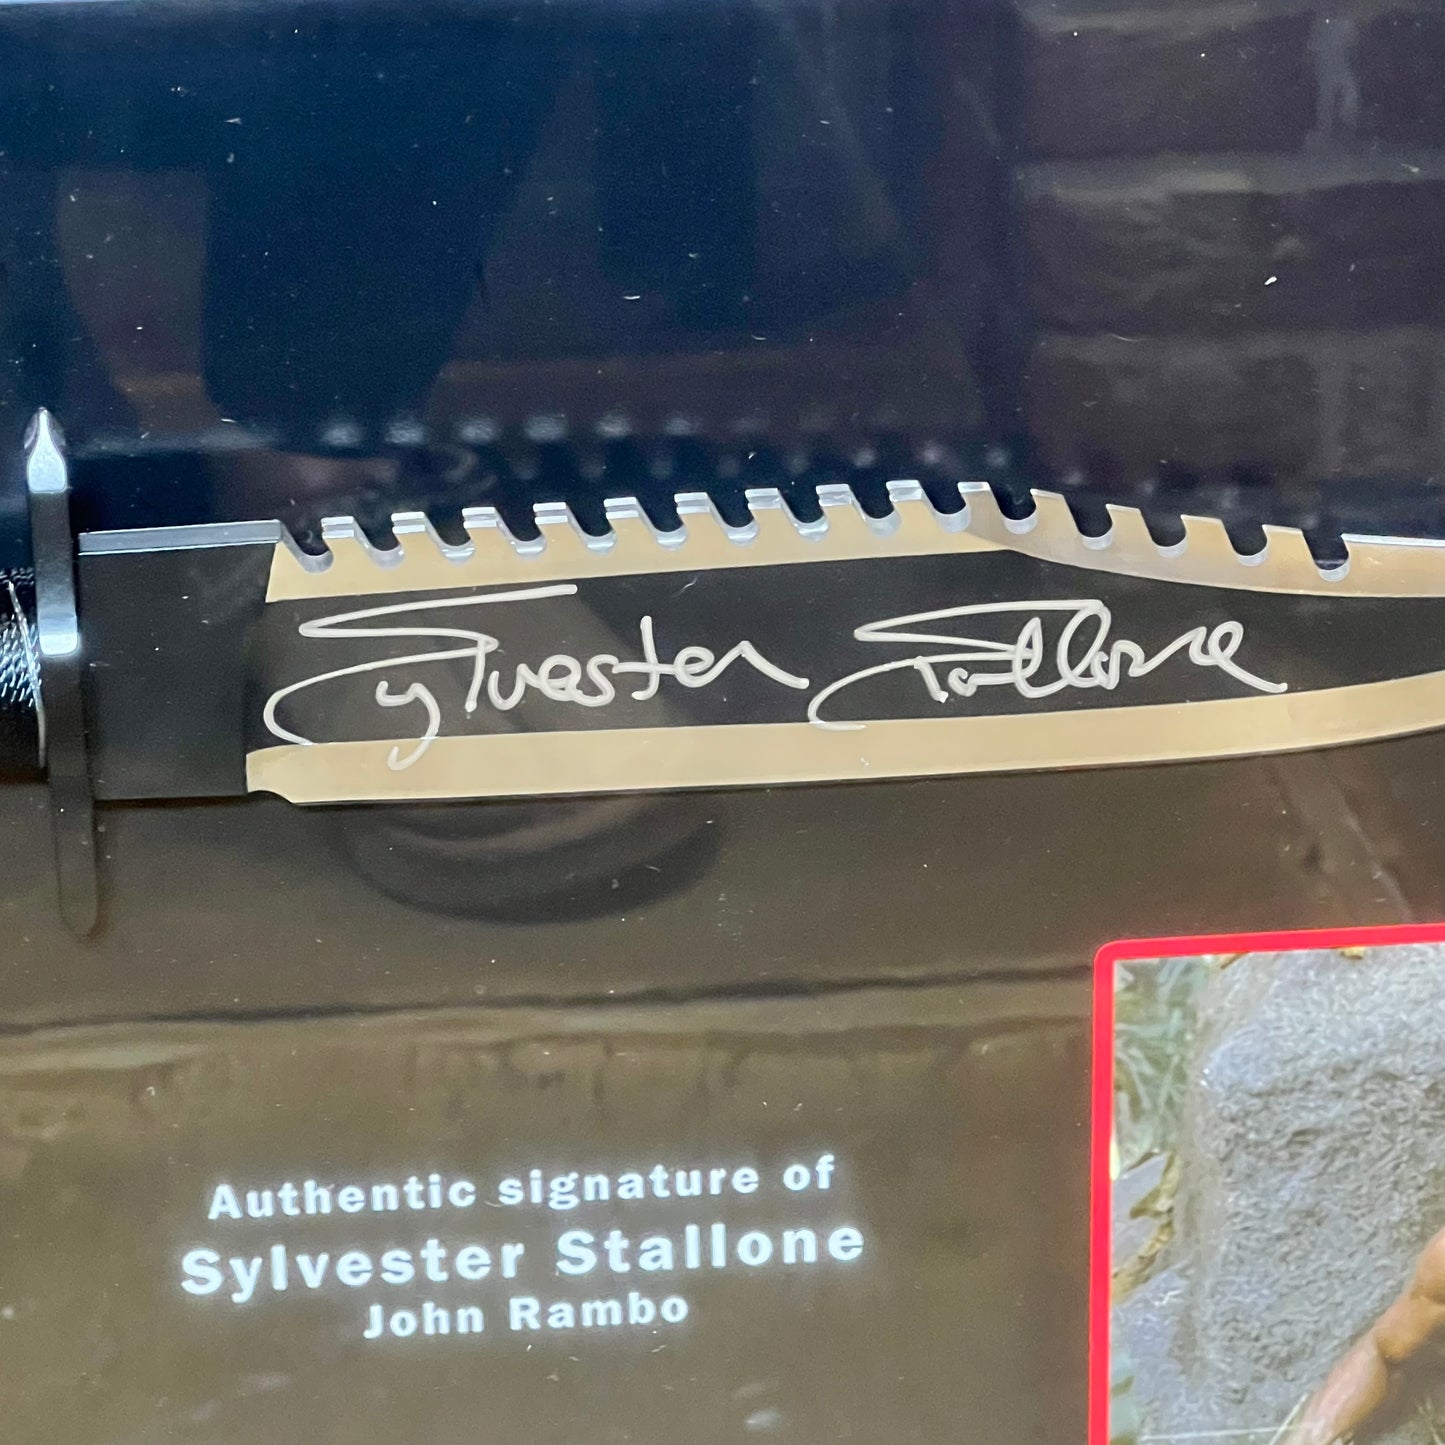 Sylvester Stallone
Authentic signature of
Sylvester Stallone
John Rambo